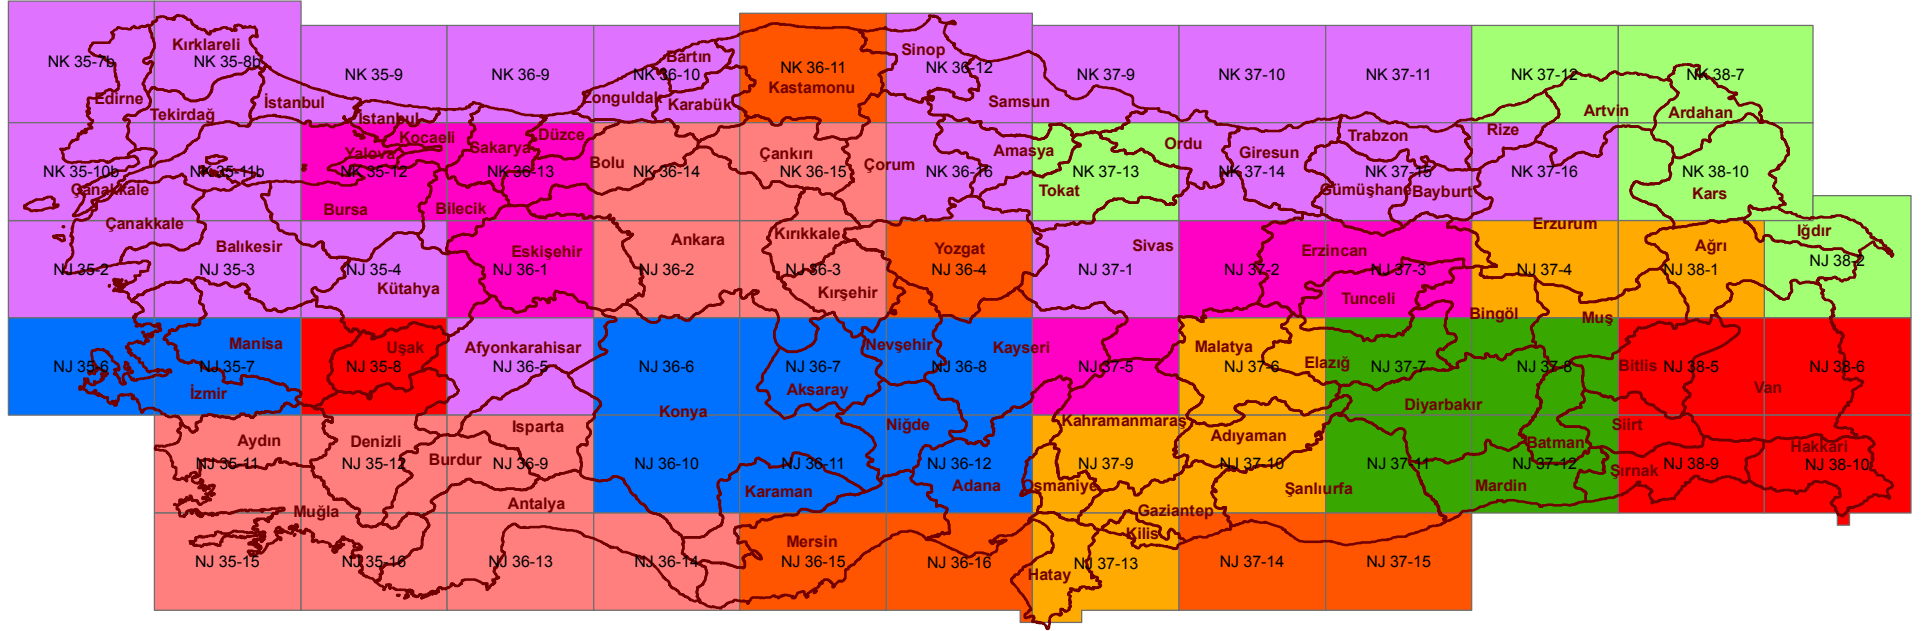 Kırklareli
NK 35-7b
NK 35-8b
NK 35-9
NK 36-9
Bartın
NK 36-10
NK 36-11
Kastamonu
Sinop
NK 36-12
NK 37-9
NK 37-10
NK 37-11
NK 37-12
NK 38-7
Edirne
Tekirdağ
İstanbul
İstanbul
Zonguldak
Karabük
Samsun
Artvin
Ardahan
Kocaeli
Yalova
Sakarya
Düzce
Bolu
Çankırı
Çorum
Amasya
Ordu
Giresun
Trabzon
Rize
NK 35-10b
NK 35-11b
NK 35-12
NK 36-13
NK 36-14
NK 36-15
NK 36-16
NK 37-13
NK 37-14
NK 37-15
NK 37-16
NK 38-10
Çanakkale
Tokat
Gümüşhane
Bayburt
Kars
Çanakkale
Bursa
Bilecik
Erzurum
Iğdır
Balıkesir
Eskişehir
Ankara
Kırıkkale
Yozgat
Sivas
Erzincan
Ağrı
NJ 35-2
NJ 35-3
NJ 35-4
NJ 36-1
NJ 36-2
NJ 36-3
NJ 36-4
NJ 37-1
NJ 37-2
NJ 37-3
NJ 37-4
NJ 38-1
NJ 38-2
Kütahya
Kırşehir
Tunceli
Bingöl
Muş
Manisa
Uşak
Afyonkarahisar
Nevşehir
Kayseri
Malatya
Elazığ
Bitlis
NJ 35-6
NJ 35-7
NJ 35-8
NJ 36-5
NJ 36-6
NJ 36-7
NJ 36-8
NJ 37-5
NJ 37-6
NJ 37-7
NJ 37-8
NJ 38-5
NJ 38-6
İzmir
Aksaray
Van
Konya
Diyarbakır
Aydın
Denizli
Isparta
Niğde
Kahramanmaraş
Adıyaman
Siirt
Batman
Hakkari
Burdur
NJ 35-11
NJ 35-12
NJ 36-9
NJ 36-10
NJ 36-11
NJ 36-12
NJ 37-9
NJ 37-10
NJ 37-11
NJ 37-12
Şırnak
NJ 38-9
NJ 38-10
Karaman
Adana
Osmaniye
Şanlıurfa
Mardin
Muğla
Antalya
Gaziantep
Mersin
Kilis
NJ 35-15
NJ 35-16
NJ 36-13
NJ 36-14
NJ 36-15
NJ 36-16
NJ 37-13
NJ 37-14
NJ 37-15
Hatay